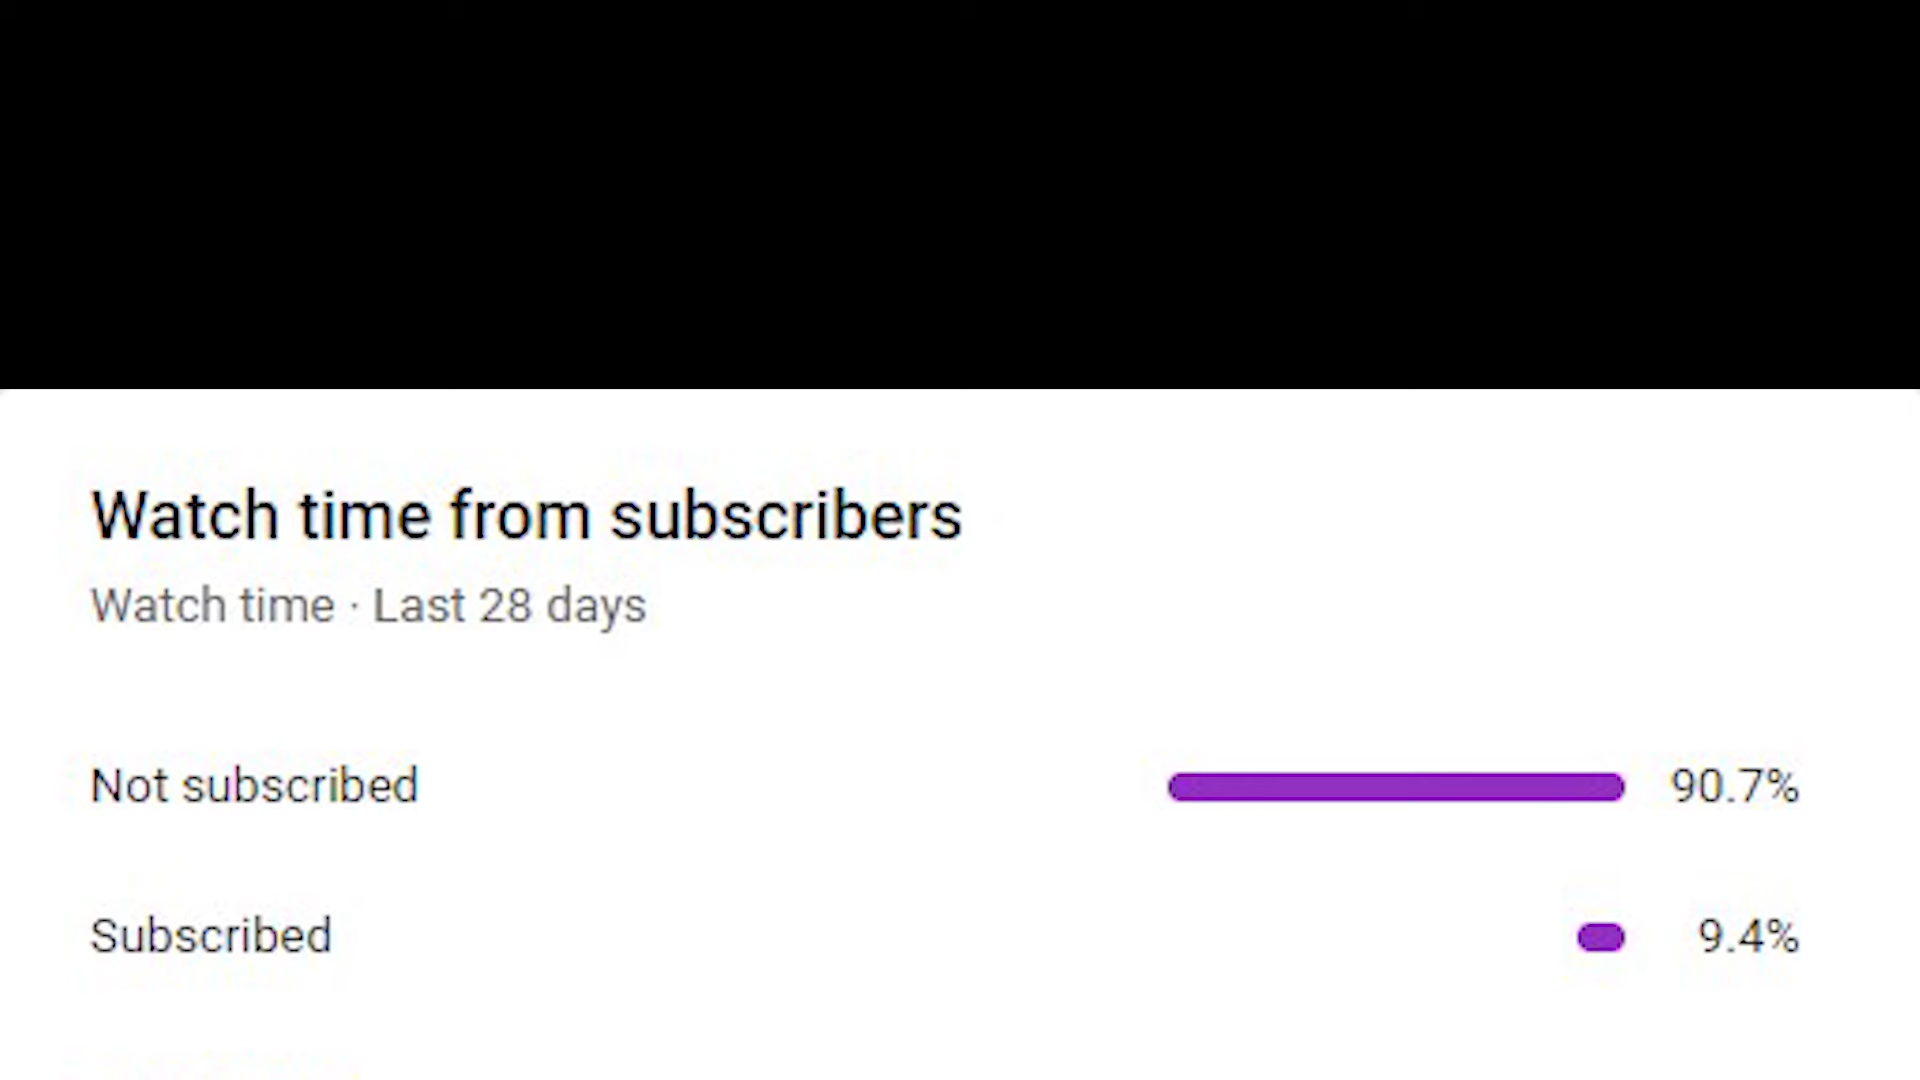 Watch time from subscribers
Watch time · Last 28 days
Not subscribed 90.7%
Subscribed 9.4%